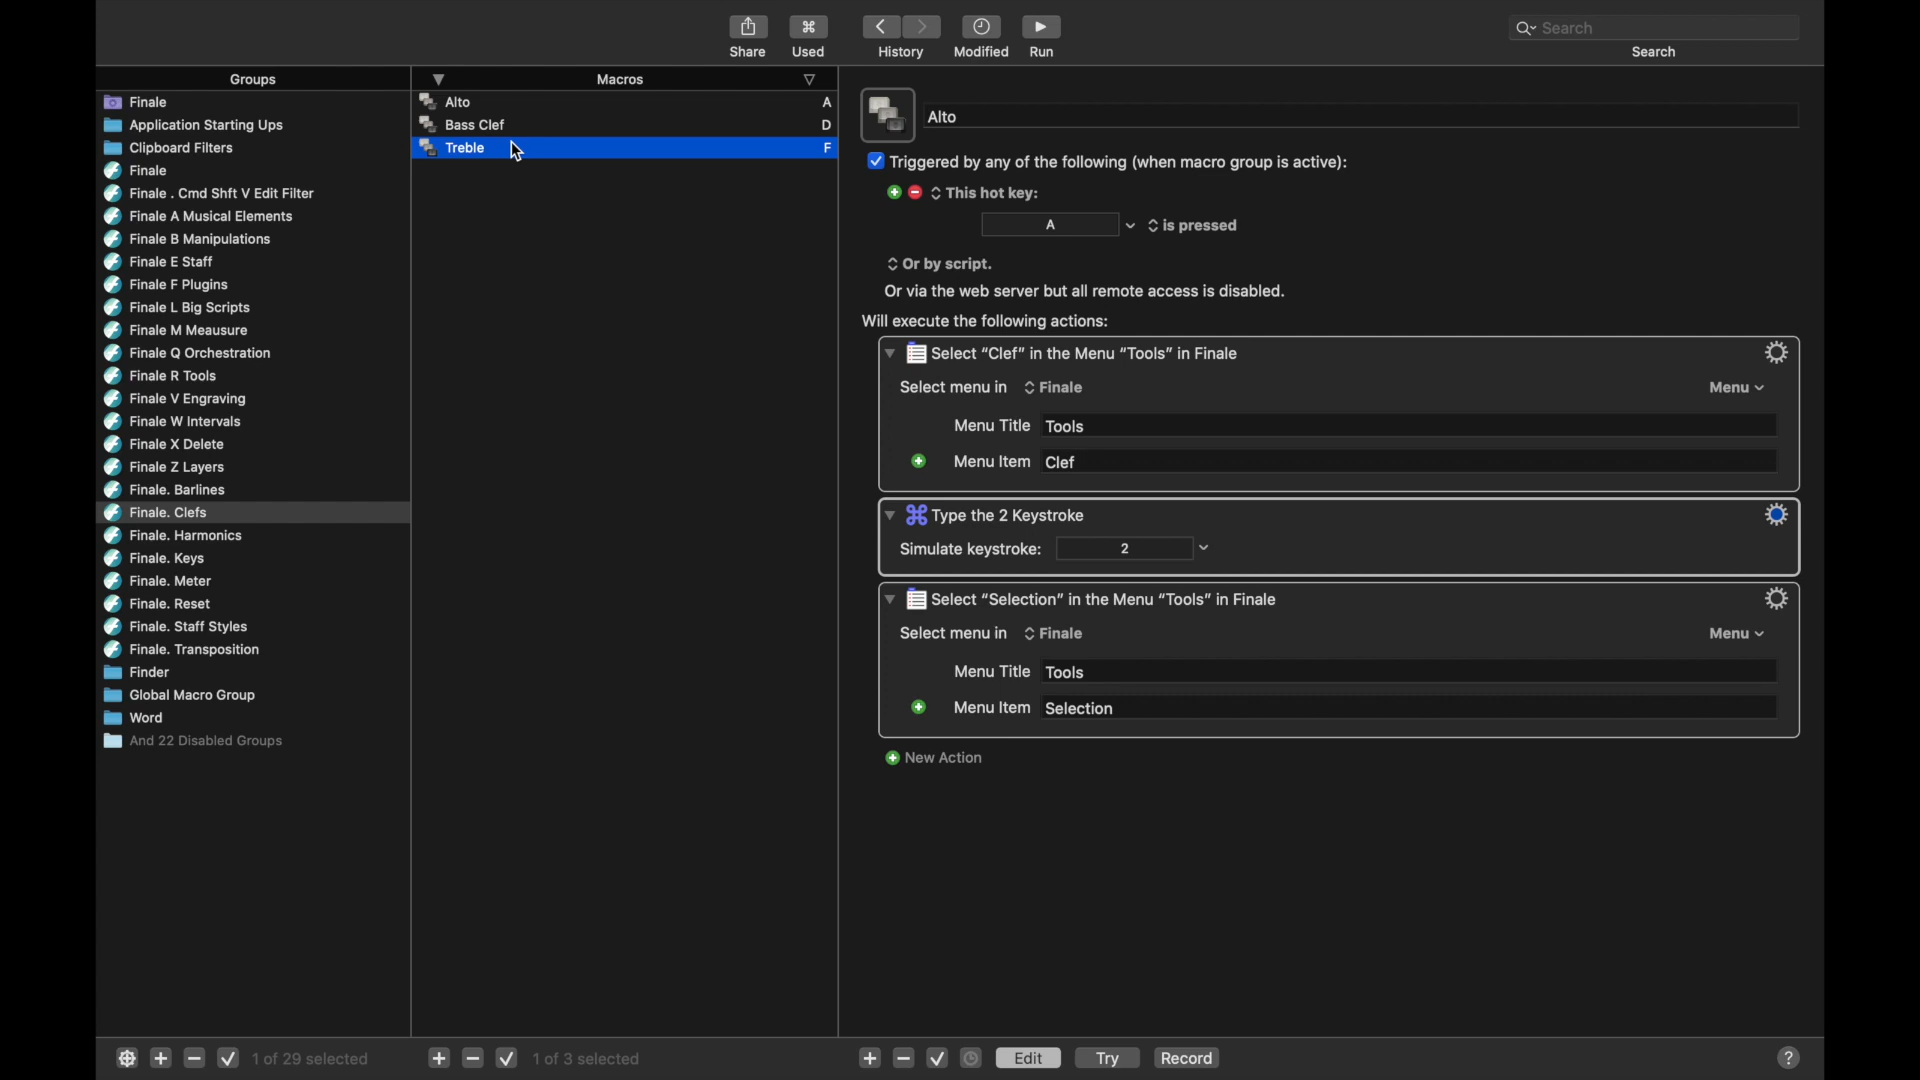 Share
Used
History
Modified
Run
Search
Search
Groups
Finale
Application Starting Ups
Clipboard Filters
Finale
Finale . Cmd Shft V Edit Filter
Finale A Musical Elements
Finale B Manipulations
Finale E Staff
Finale F Plugins
Finale L Big Scripts
Finale M Meausure
Finale Q Orchestration
Finale R Tools
Finale V Engraving
Finale W Intervals
Finale X Delete
Finale Z Layers
Finale. Barlines
Finale. Clefs
Finale. Harmonics
Finale. Keys
Finale. Meter
Finale. Reset
Finale. Staff Styles
Finale. Transposition
Finder
Global Macro Group
Word
And 22 Disabled Groups
1 of 29 selected
Macros
Alto A
Bass Clef D
Treble F
1 of 3 selected
Alto
Triggered by any of the following (when macro group is active):
This hot key:
A is pressed
Or by script.
Or via the web server but all remote access is disabled.
Will execute the following actions:
Select “Clef” in the Menu “Tools” in Finale
Select menu in Finale Menu
Menu Title Tools
Menu Item Clef
Type the 2 Keystroke
Simulate keystroke: 2
Select “Selection” in the Menu “Tools” in Finale
Select menu in Finale Menu
Menu Title Tools
Menu Item Selection
New Action
Edit Try Record ?